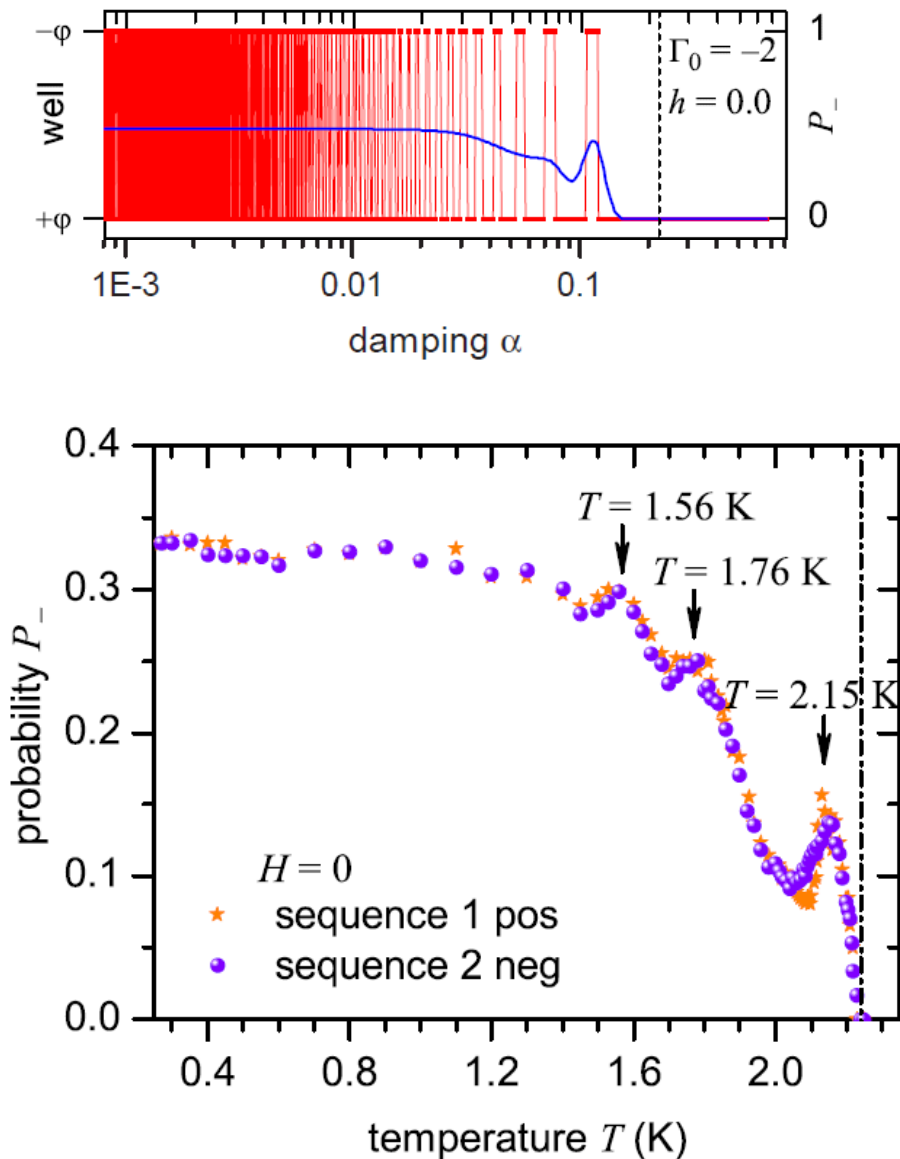 −φ
well
+φ
Γ₀ = −2
h = 0.0
1
P₋
0
1E-3
0.01
0.1
damping α
0.4
0.3
0.2
0.1
0.0
probability P₋
T = 1.56 K
T = 1.76 K
T = 2.15 K
H = 0
sequence 1 pos
sequence 2 neg
0.4
0.8
1.2
1.6
2.0
temperature T (K)